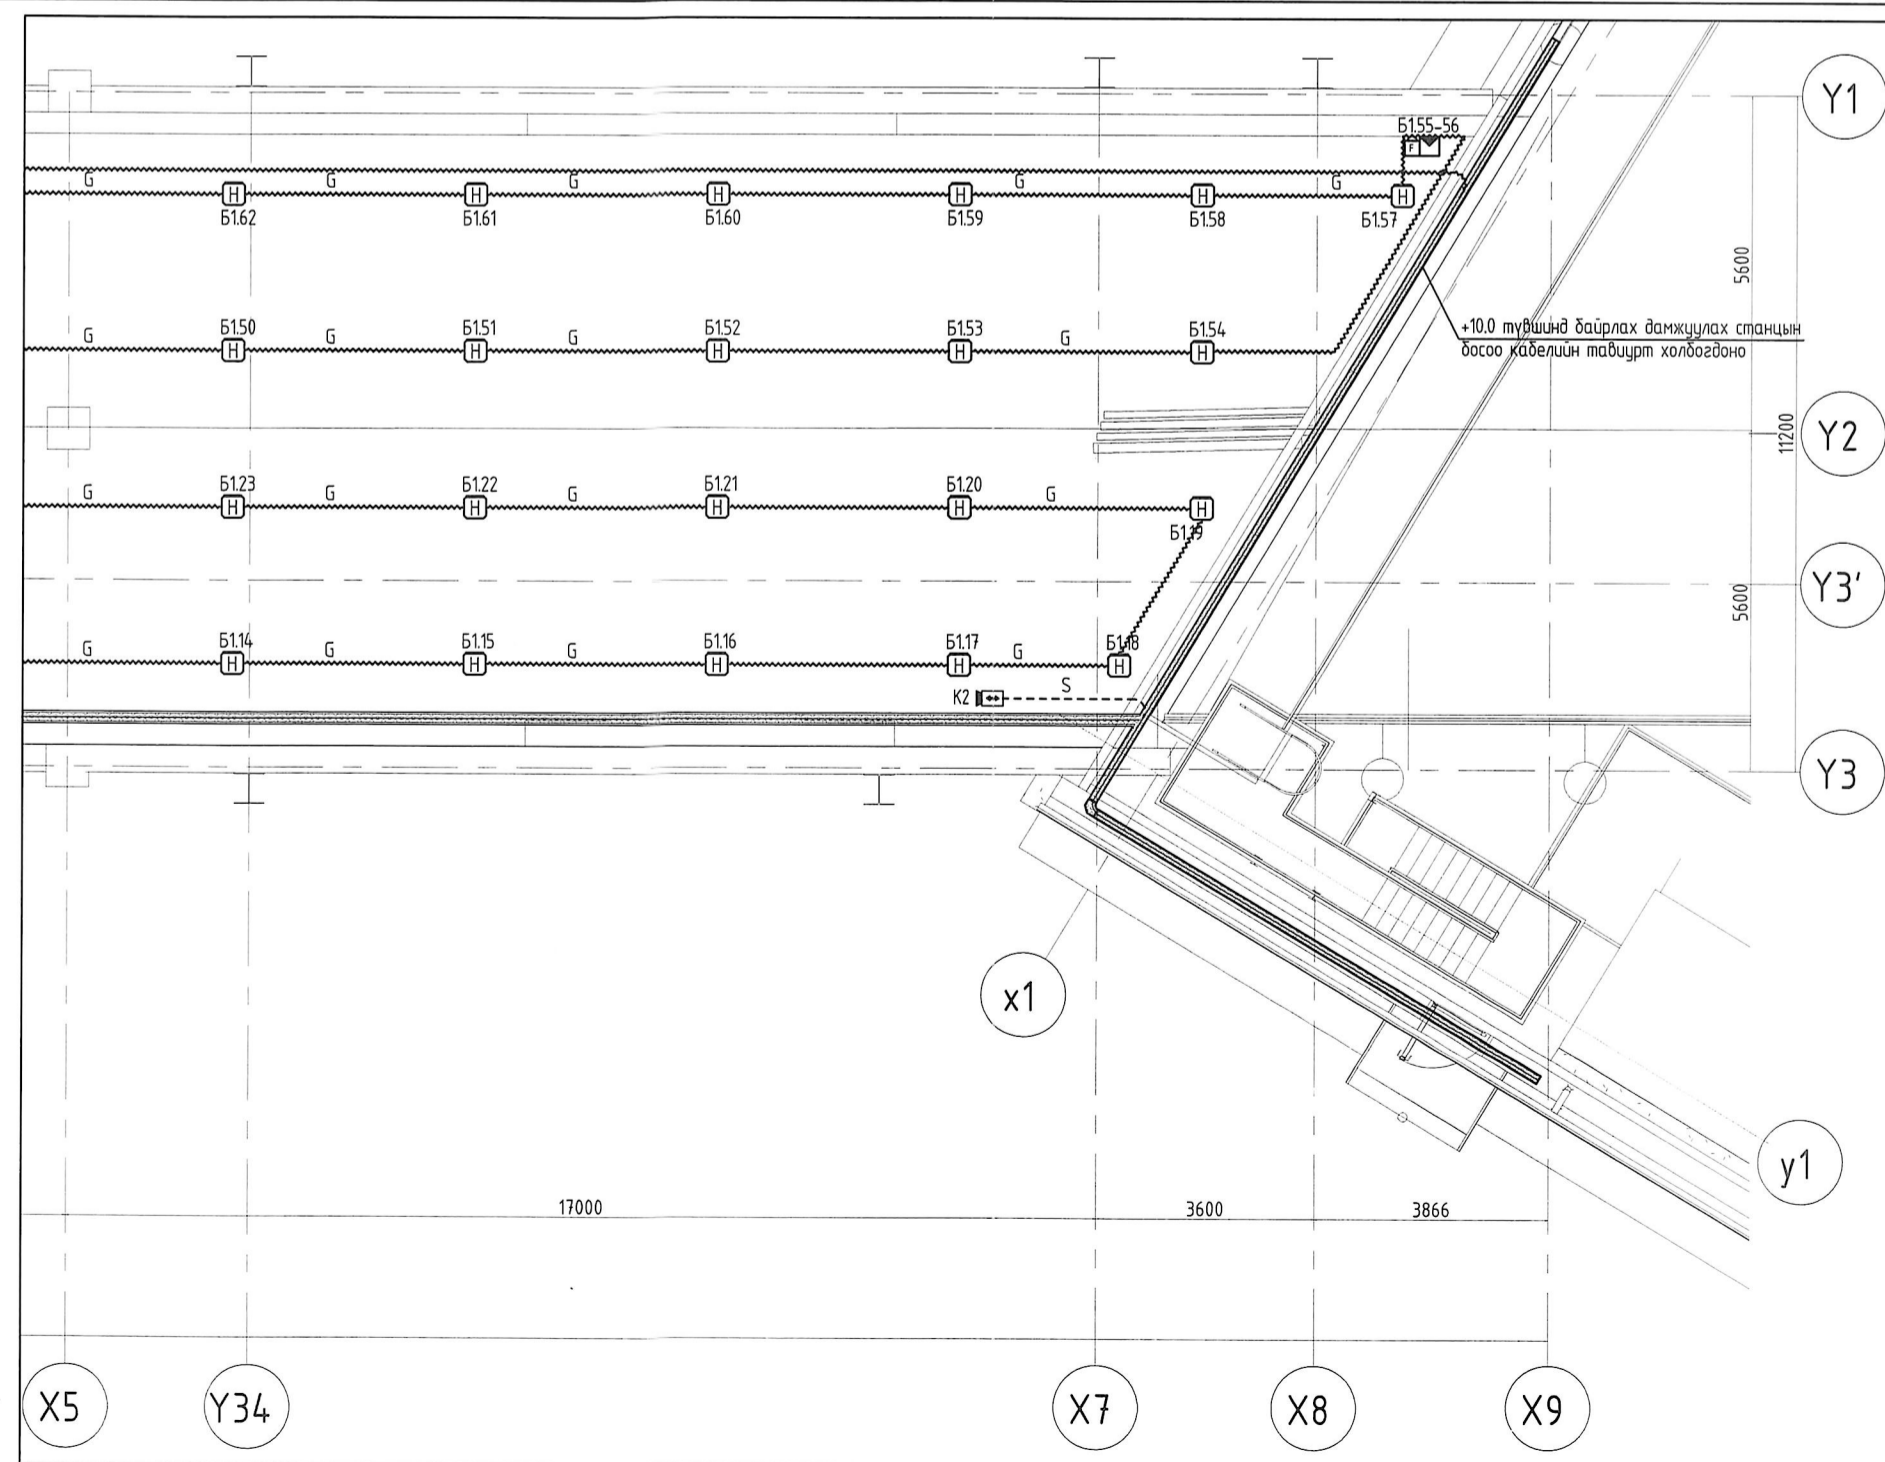 Y1
Б1.55-56
F
G G G G G
H H H H H H
Б1.62 Б1.61 Б1.60 Б1.59 Б1.58 Б1.57
5600
+10.0 түвшинд байрлах дамжуулах станцын
босоо кабелийн тавиурт холбогдоно
Б1.50 Б1.51 Б1.52 Б1.53 Б1.54
G G G G
H H H H H
11200
Y2
Б1.23 Б1.22 Б1.21 Б1.20
G G G G
H H H H H
Б1.19
Y3'
5600
Б1.14 Б1.15 Б1.16 Б1.17 Б1.18
G G G G
H H H H H
K2 S
Y3
x1
y1
17000 3600 3866
X5 Y34 X7 X8 X9